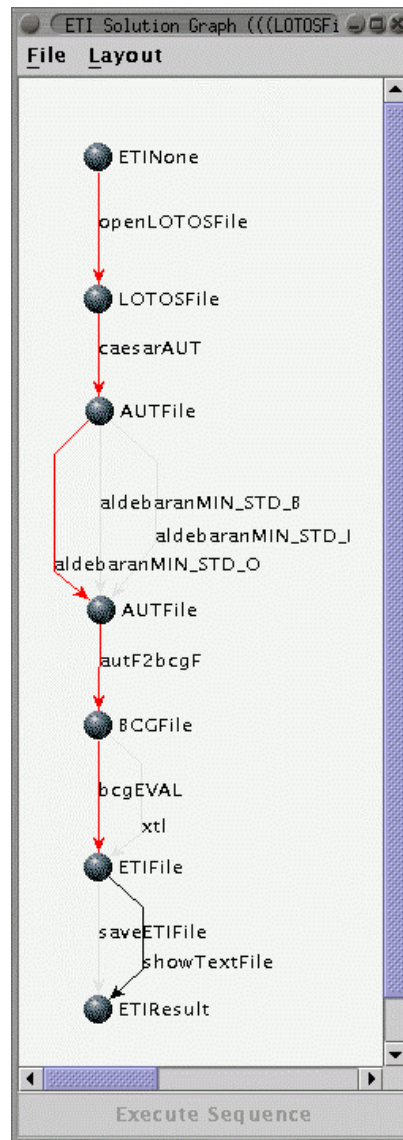 ETI Solution Graph (((LOTOSFi
File Layout
ETINone
openLOTOSFile
LOTOSFile
caesarAUT
AUTFile
aldebaranMIN_STD_B
aldebaranMIN_STD_I
aldebaranMIN_STD_O
AUTFile
autF2bcgF
BCGFile
bcgEVAL
xtl
ETIFile
saveETIFile
showTextFile
ETIResult
Execute Sequence